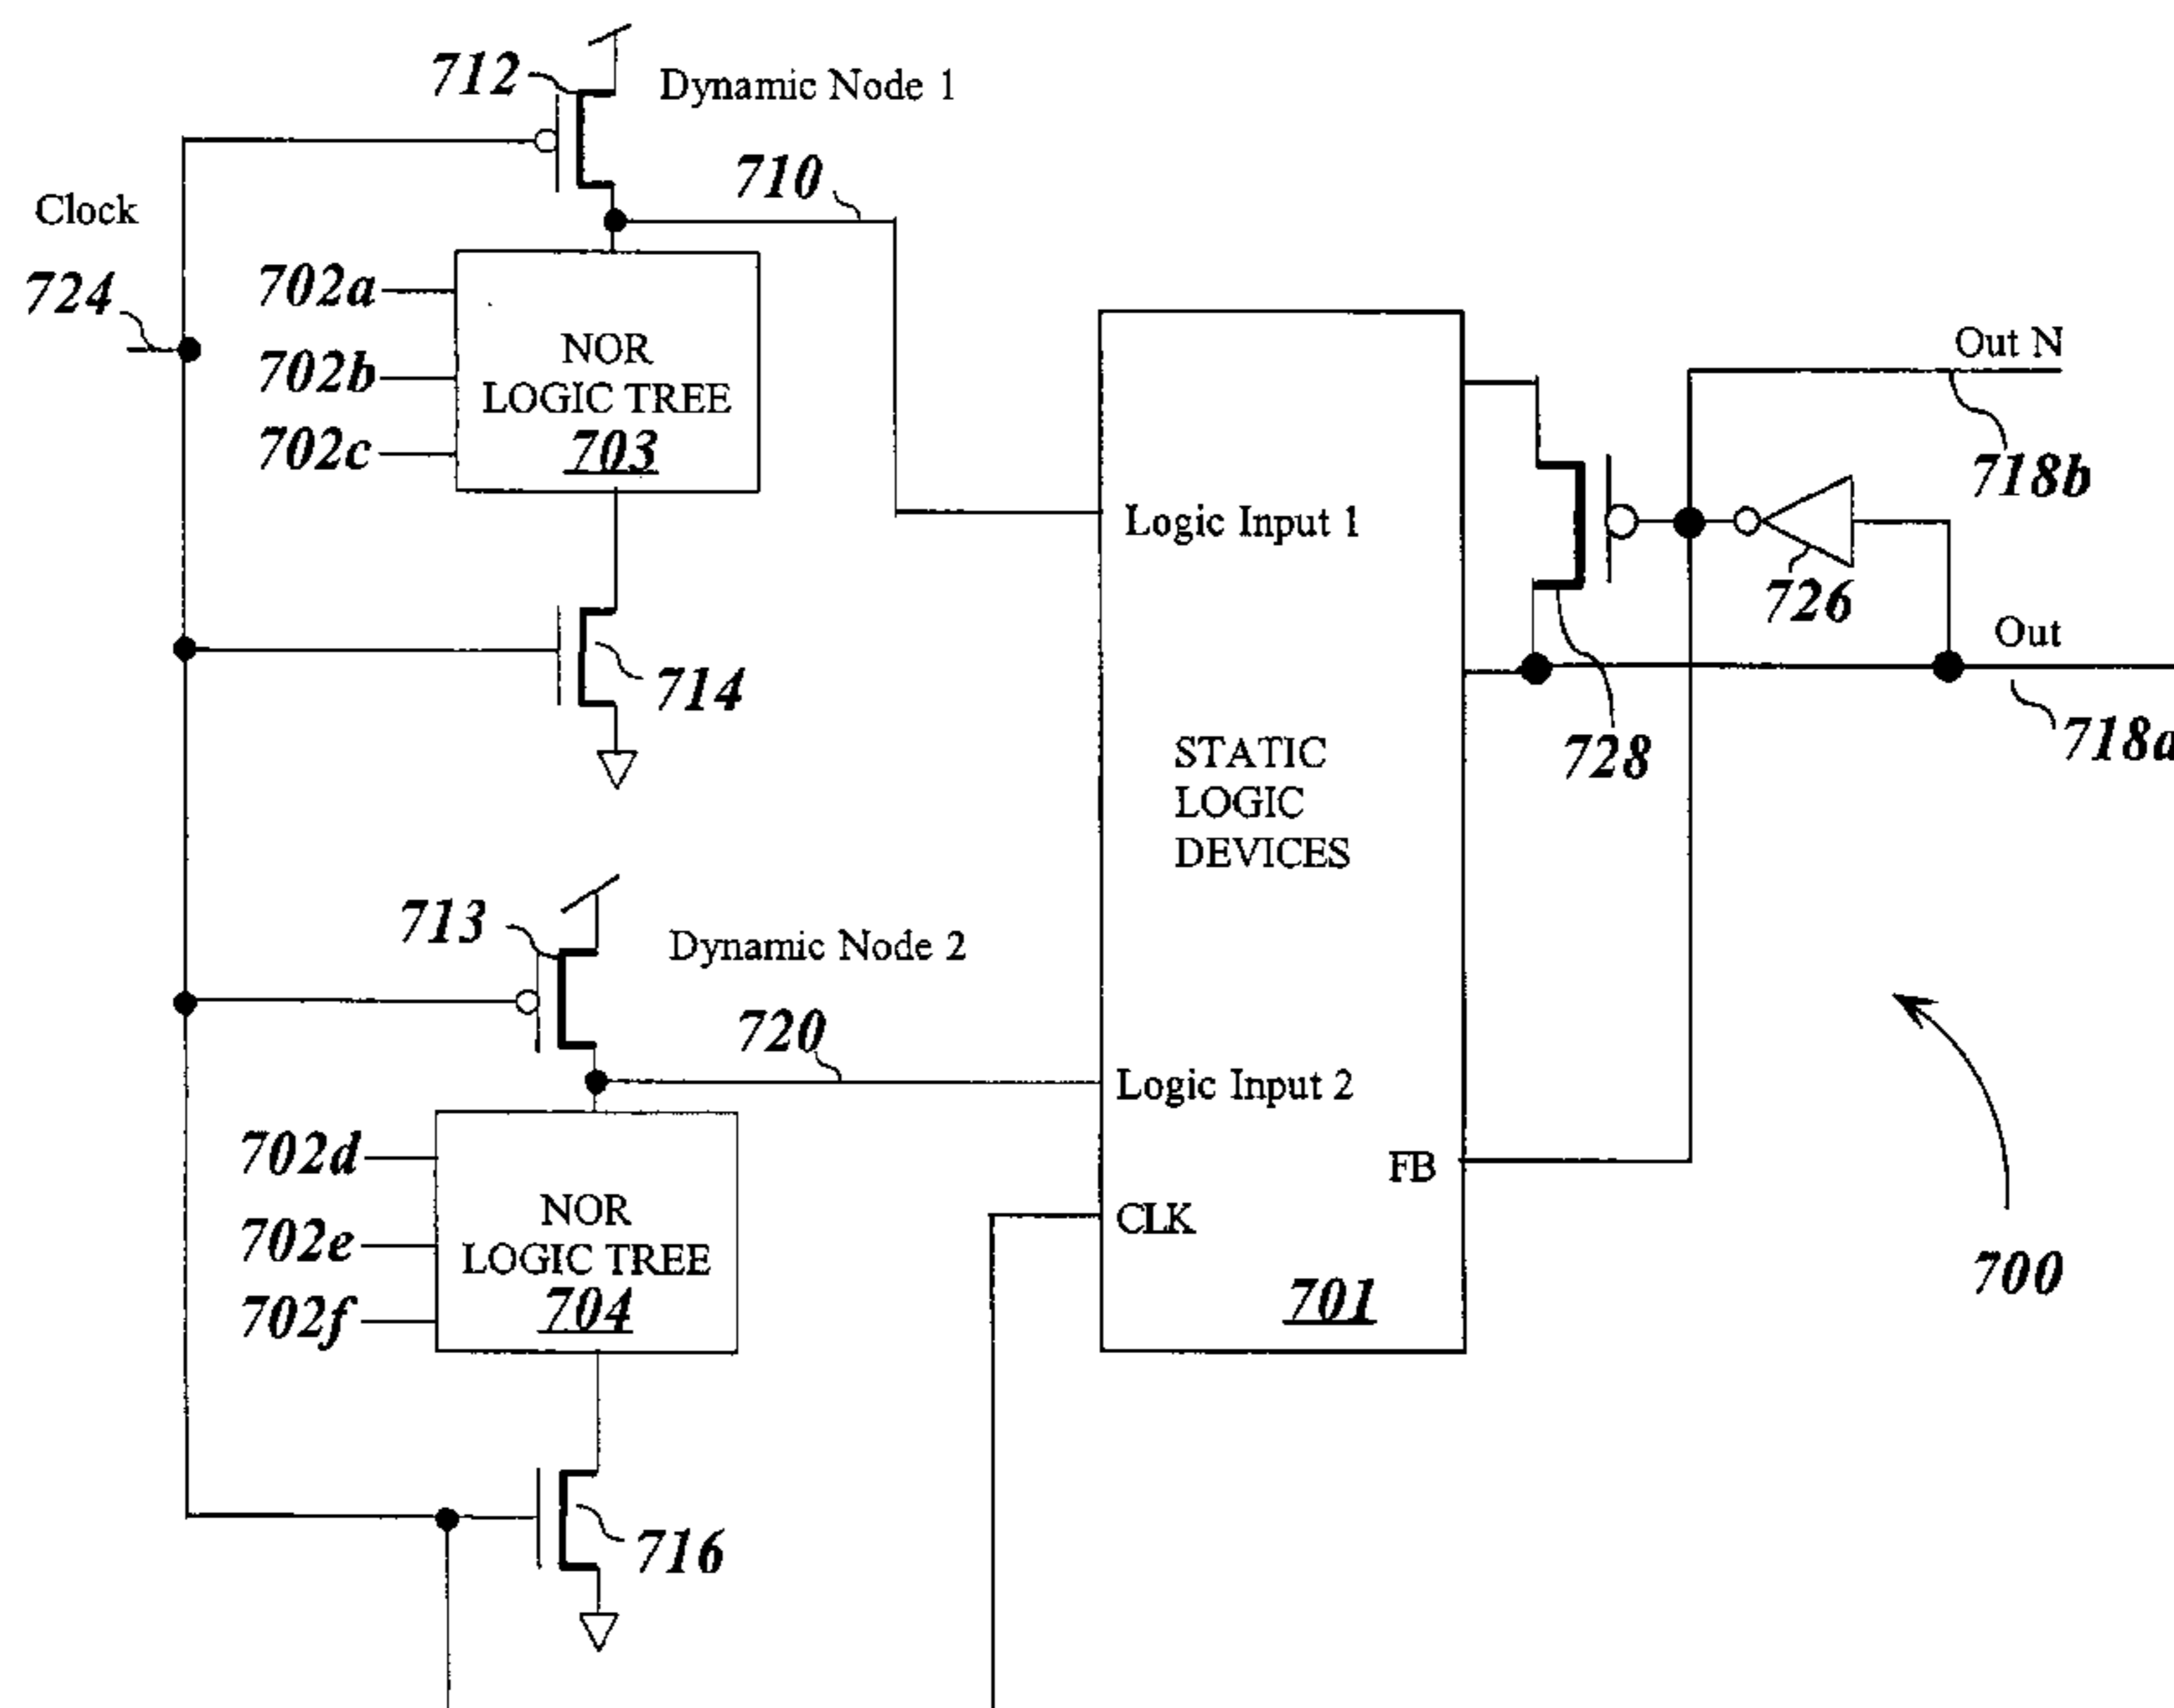 712
Dynamic Node 1
710
Clock
724
702a
702b
702c
NOR
LOGIC TREE
703
714
Logic Input 1
Out N
718b
726
Out
718a
728
STATIC
LOGIC
DEVICES
713
Dynamic Node 2
720
Logic Input 2
702d
702e
702f
NOR
LOGIC TREE
704
FB
CLK
701
700
716